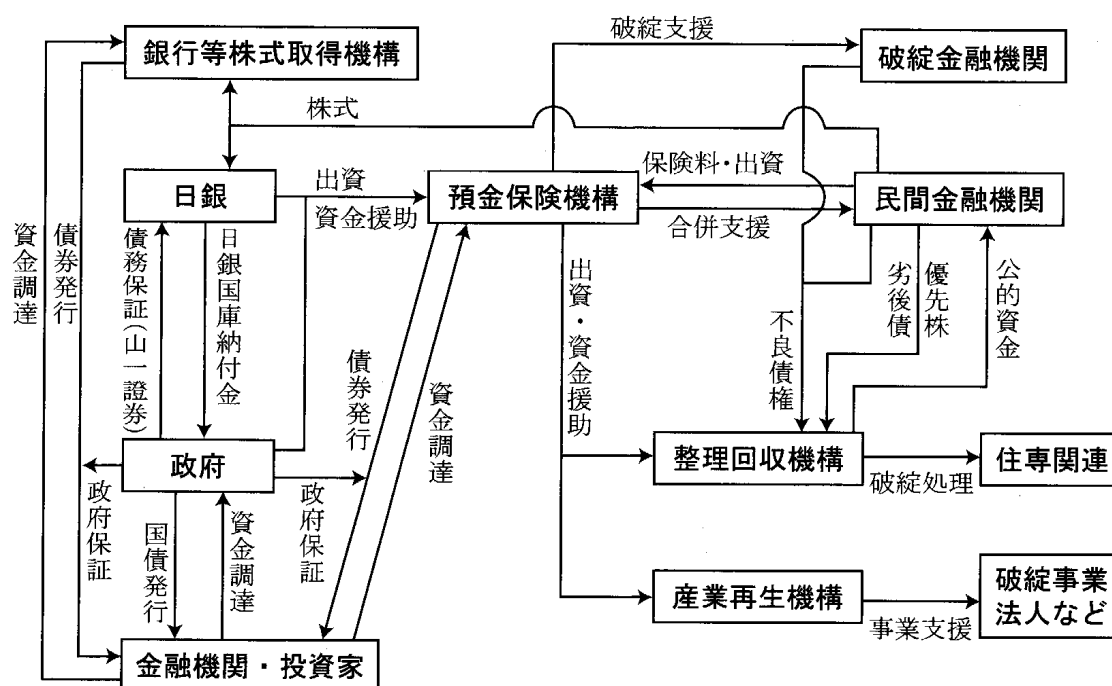 銀行等株式取得機構
破綻支援
破綻金融機関
株式
日銀
出資
資金援助
預金保険機構
保険料・出資
合併支援
民間金融機関
資金調達
債券発行
債務保証(山一證券)
日銀国庫納付金
債券発行
資金調達
出資・資金援助
不良債権
劣後債
優先株
公的資金
政府
政府保証
国債発行
資金調達
政府保証
整理回収機構
破綻処理
住専関連
産業再生機構
事業支援
破綻事業
法人など
金融機関・投資家